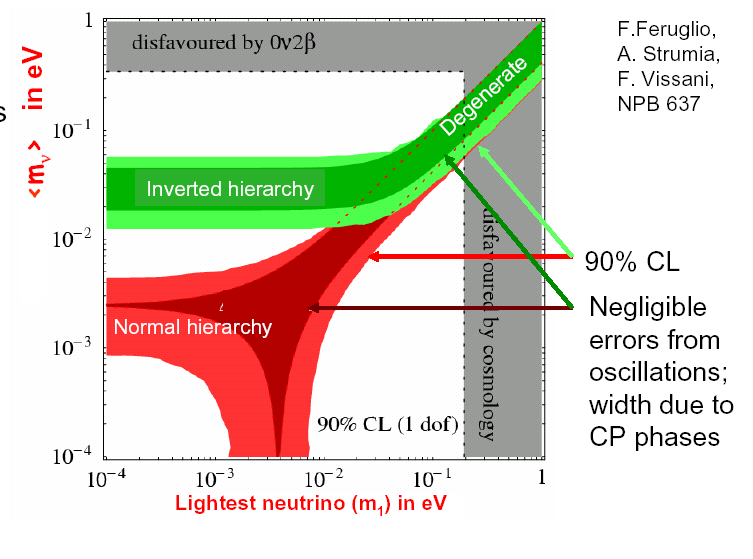 F.Feruglio,
A. Strumia,
F. Vissani,
NPB 637
s
<mᵥ> in eV
1
10⁻¹
10⁻²
10⁻³
10⁻⁴
disfavoured by 0ν2β
Degenerate
Inverted hierarchy
Normal hierarchy
disfavoured by cosmology
90% CL (1 dof)
90% CL
Negligible
errors from
oscillations;
width due to
CP phases
10⁻⁴
10⁻³
10⁻²
10⁻¹
1
Lightest neutrino (m₁) in eV